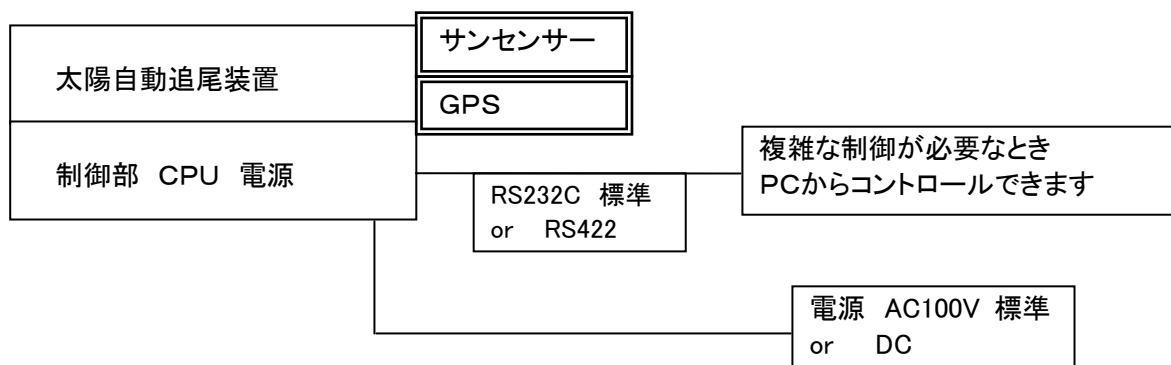 サンセンサー
太陽自動追尾装置
GPS
制御部 CPU 電源
複雑な制御が必要なとき
PCからコントロールできます
RS232C 標準
or RS422
電源 AC100V 標準
or DC